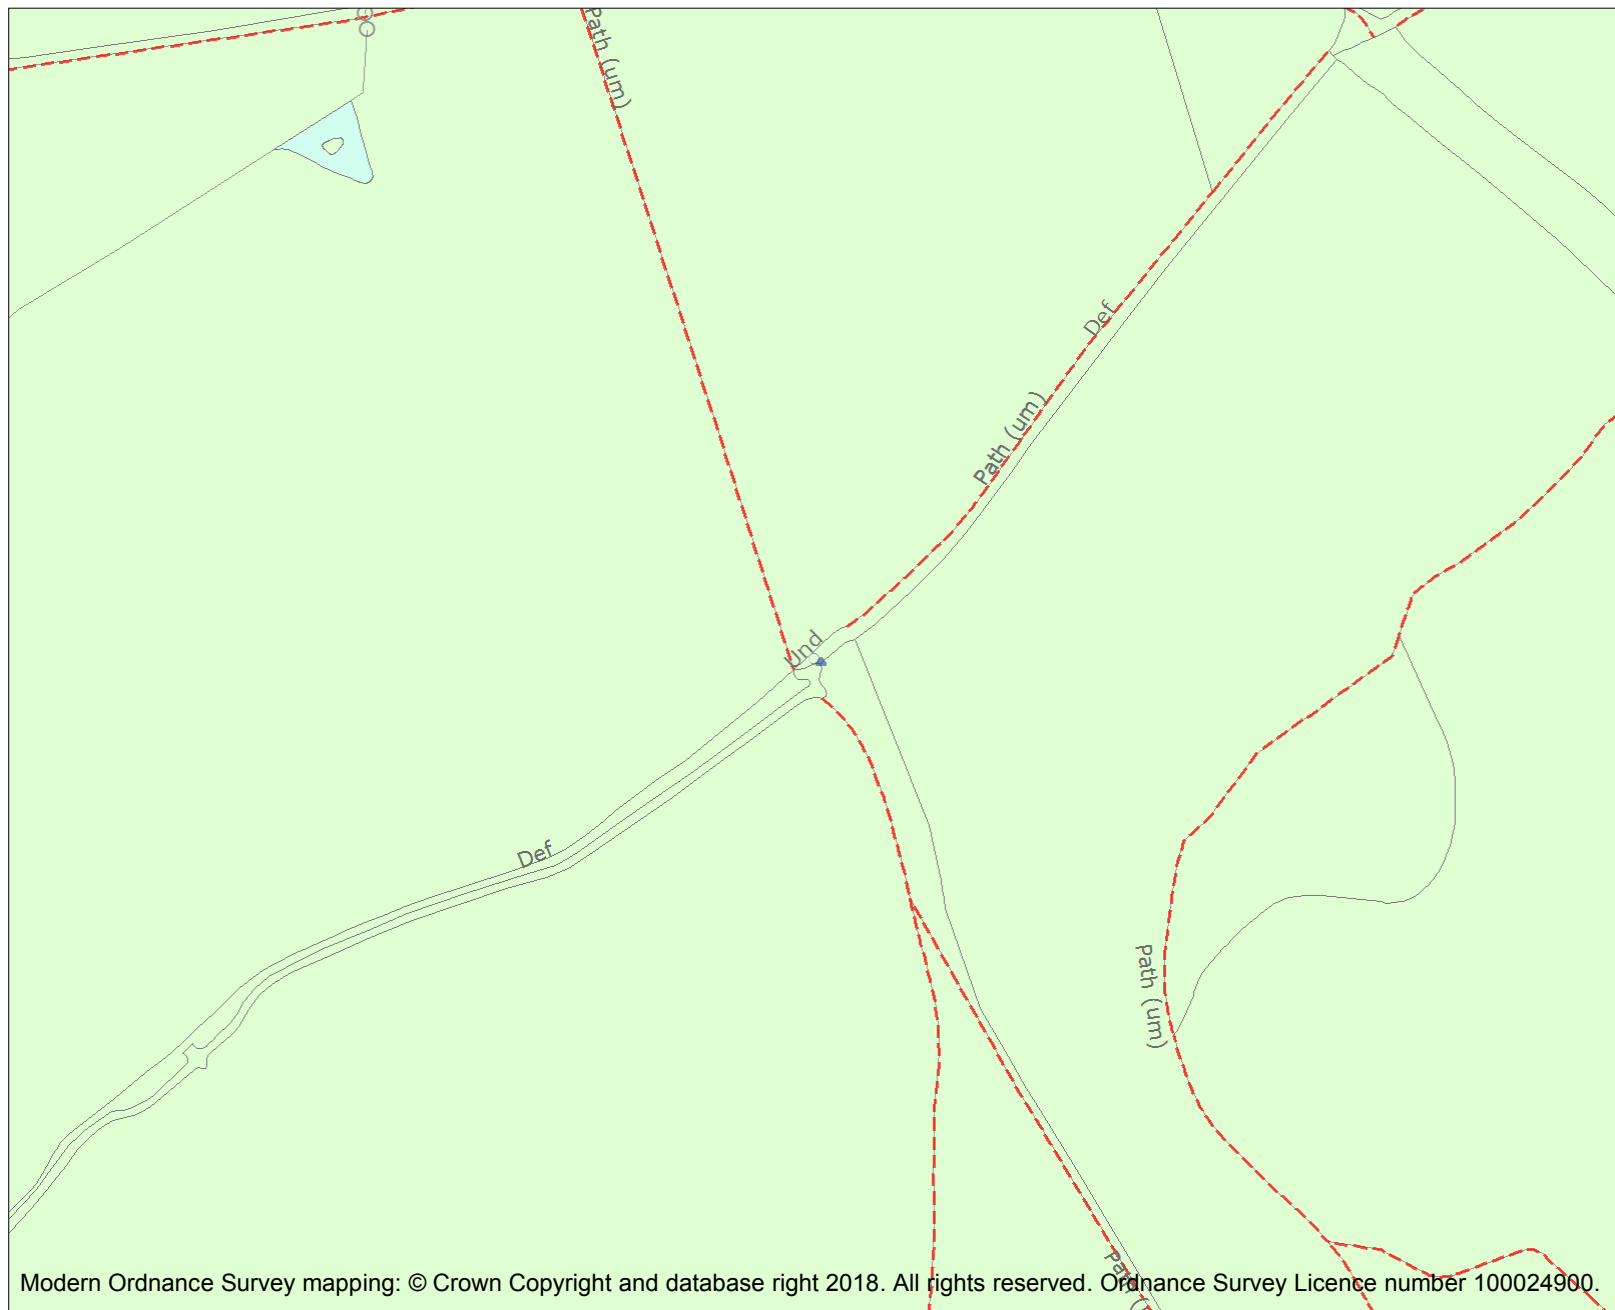 Path (um)
Def
Path (um)
Und
Def
Path (um)
Path (
Modern Ordnance Survey mapping: © Crown Copyright and database right 2018. All rights reserved. Ordnance Survey Licence number 100024900.